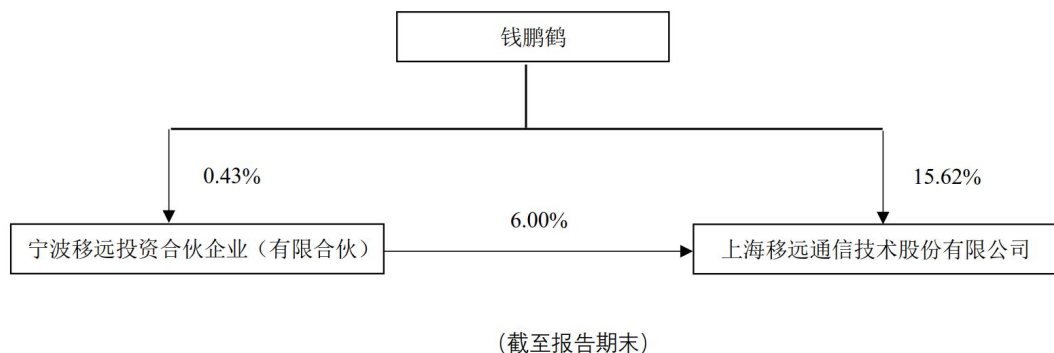 钱鹏鹤
0.43%
15.62%
6.00%
宁波移远投资合伙企业（有限合伙）
上海移远通信技术股份有限公司
（截至报告期末）